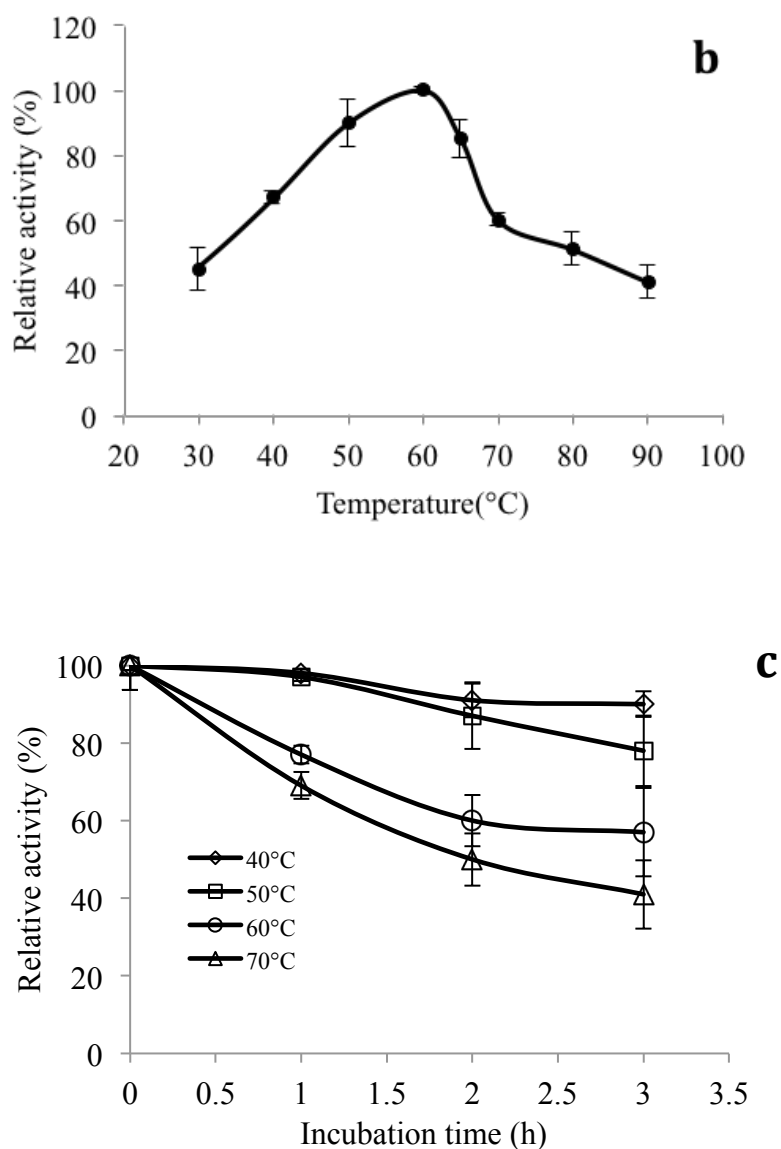 b
120
100
80
60
40
20
0
Relative activity (%)
20 30 40 50 60 70 80 90 100
Temperature(°C)
c
100
80
60
40
20
0
Relative activity (%)
40°C
50°C
60°C
70°C
0 0.5 1 1.5 2 2.5 3 3.5
Incubation time (h)